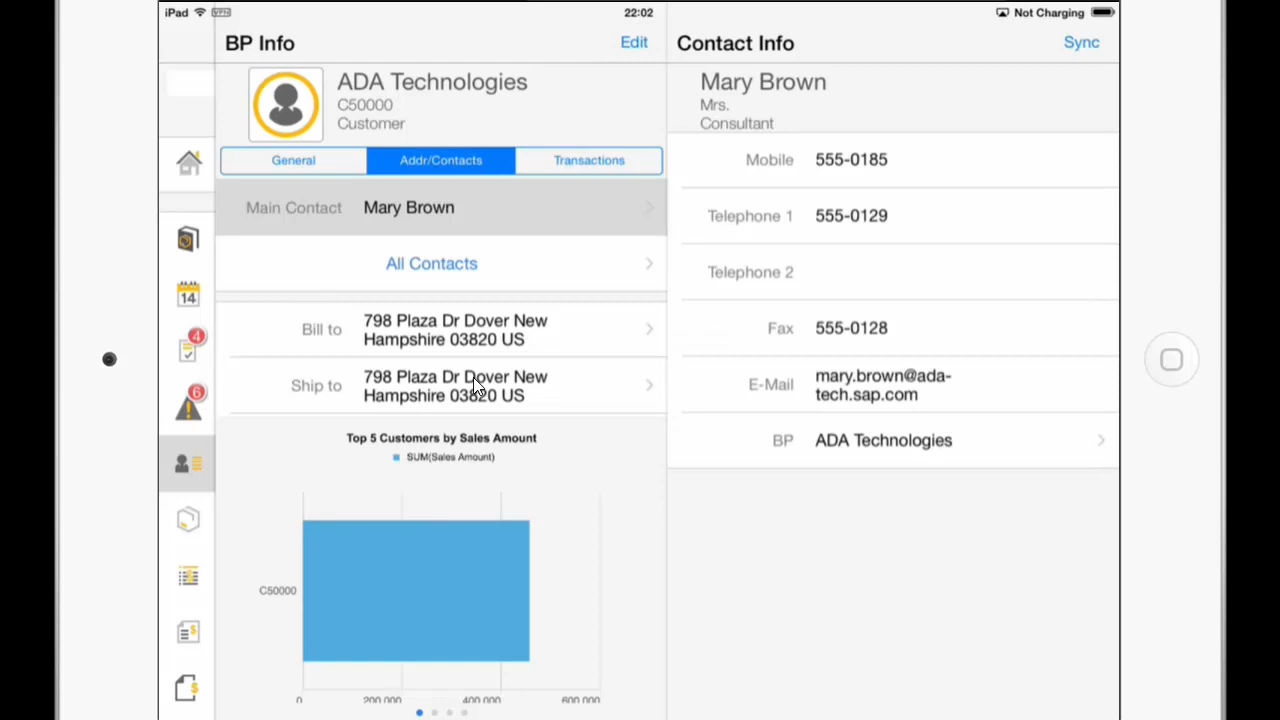 iPad VPN
22:02
Not Charging
BP Info
Edit
ADA Technologies
C50000
Customer
General
Addr/Contacts
Transactions
Main Contact
Mary Brown
All Contacts
Bill to
798 Plaza Dr Dover New
Hampshire 03820 US
Ship to
798 Plaza Dr Dover New
Hampshire 03820 US
Top 5 Customers by Sales Amount
SUM(Sales Amount)
C50000
0
200,000
400,000
600,000
14
4
6
Contact Info
Sync
Mary Brown
Mrs.
Consultant
Mobile
555-0185
Telephone 1
555-0129
Telephone 2
Fax
555-0128
E-Mail
mary.brown@ada-
tech.sap.com
BP
ADA Technologies